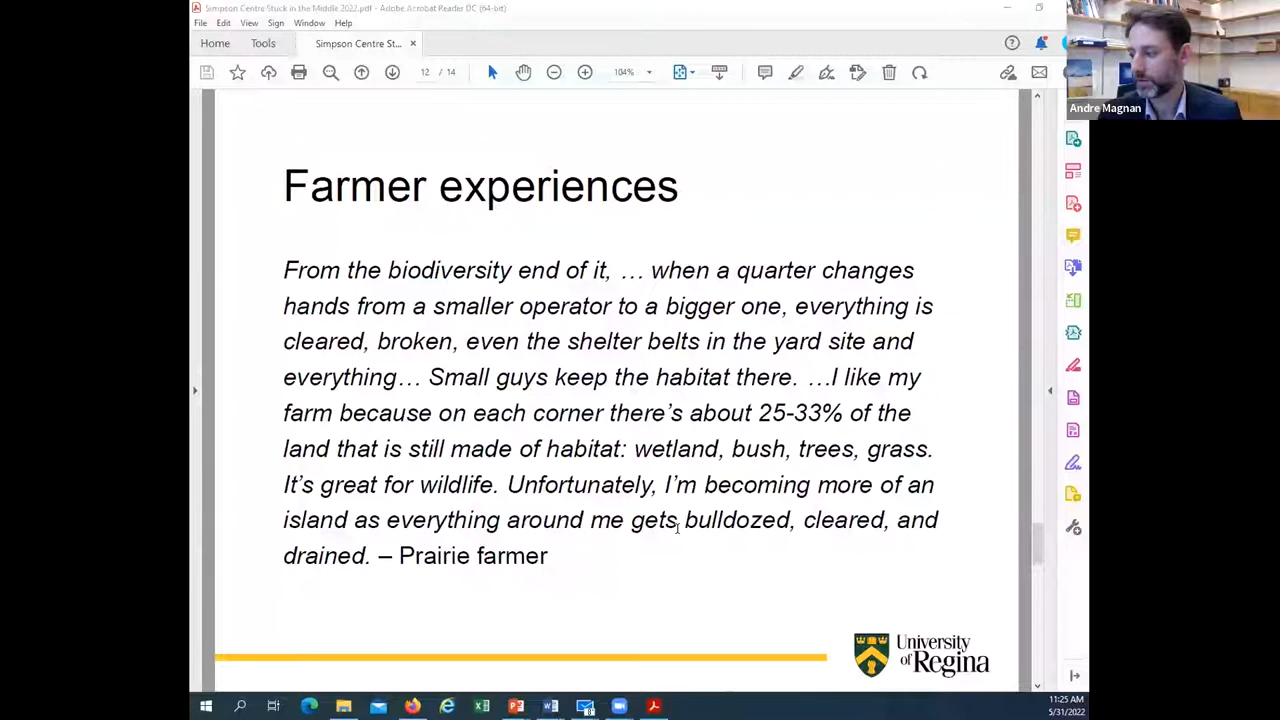 Simpson Centre Stuck in the Middle 2022.pdf - Adobe Acrobat Reader DC (64-bit)
File Edit View Sign Window Help
Home Tools Simpson Centre St... ×
12 / 14 104%
Andre Magnan
Farmer experiences
From the biodiversity end of it, … when a quarter changes
hands from a smaller operator to a bigger one, everything is
cleared, broken, even the shelter belts in the yard site and
everything… Small guys keep the habitat there. …I like my
farm because on each corner there’s about 25-33% of the
land that is still made of habitat: wetland, bush, trees, grass.
It’s great for wildlife. Unfortunately, I’m becoming more of an
island as everything around me gets bulldozed, cleared, and
drained. – Prairie farmer
University
of Regina
11:25 AM
5/31/2022